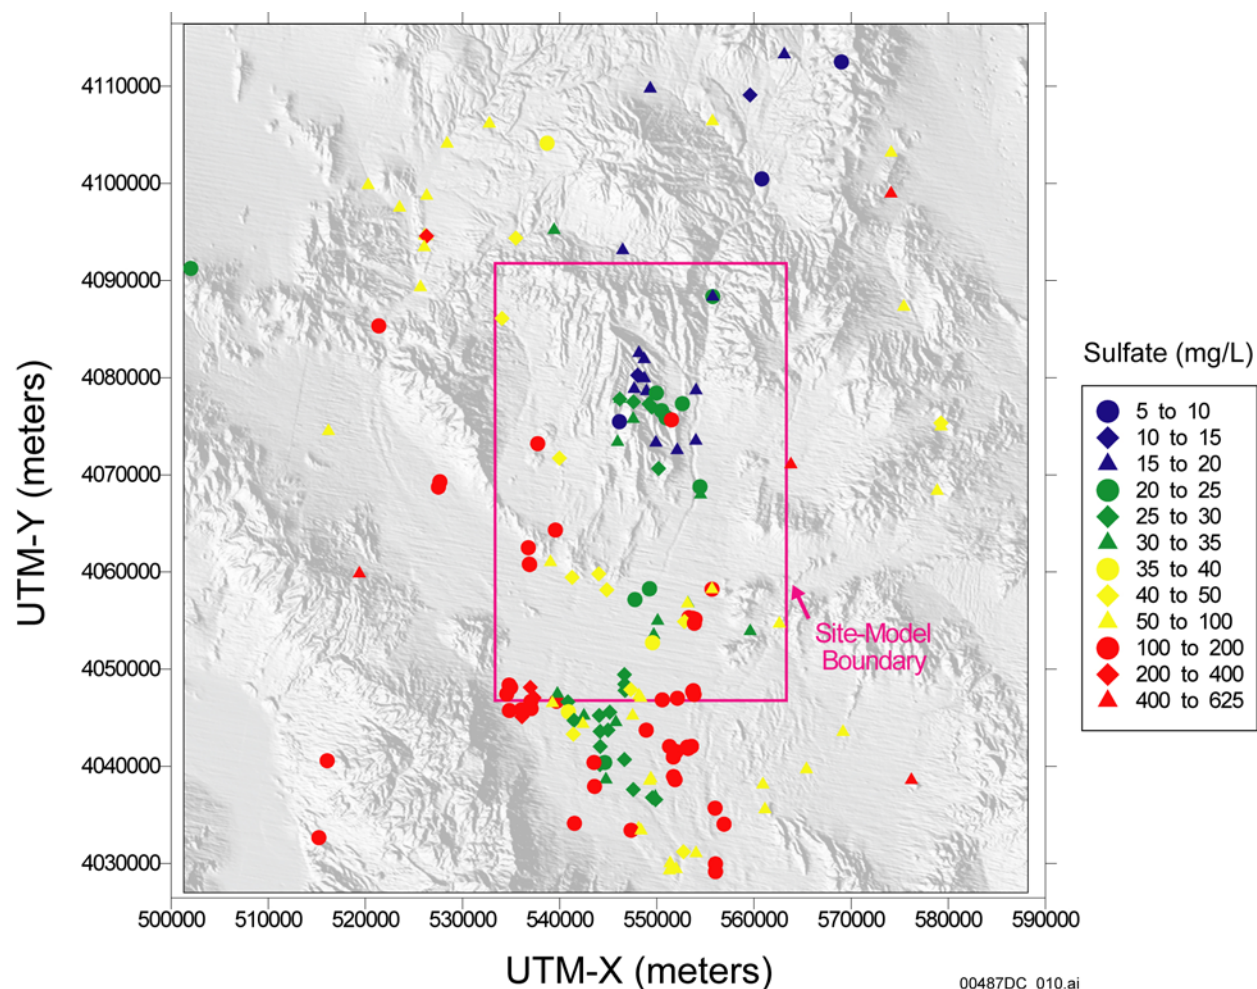 4110000
4100000
4090000
4080000
4070000
4060000
4050000
4040000
4030000
UTM-Y (meters)
500000 510000 520000 530000 540000 550000 560000 570000 580000 590000
UTM-X (meters)
Site-Model
Boundary
Sulfate (mg/L)
5 to 10
10 to 15
15 to 20
20 to 25
25 to 30
30 to 35
35 to 40
40 to 50
50 to 100
100 to 200
200 to 400
400 to 625
00487DC_010.ai